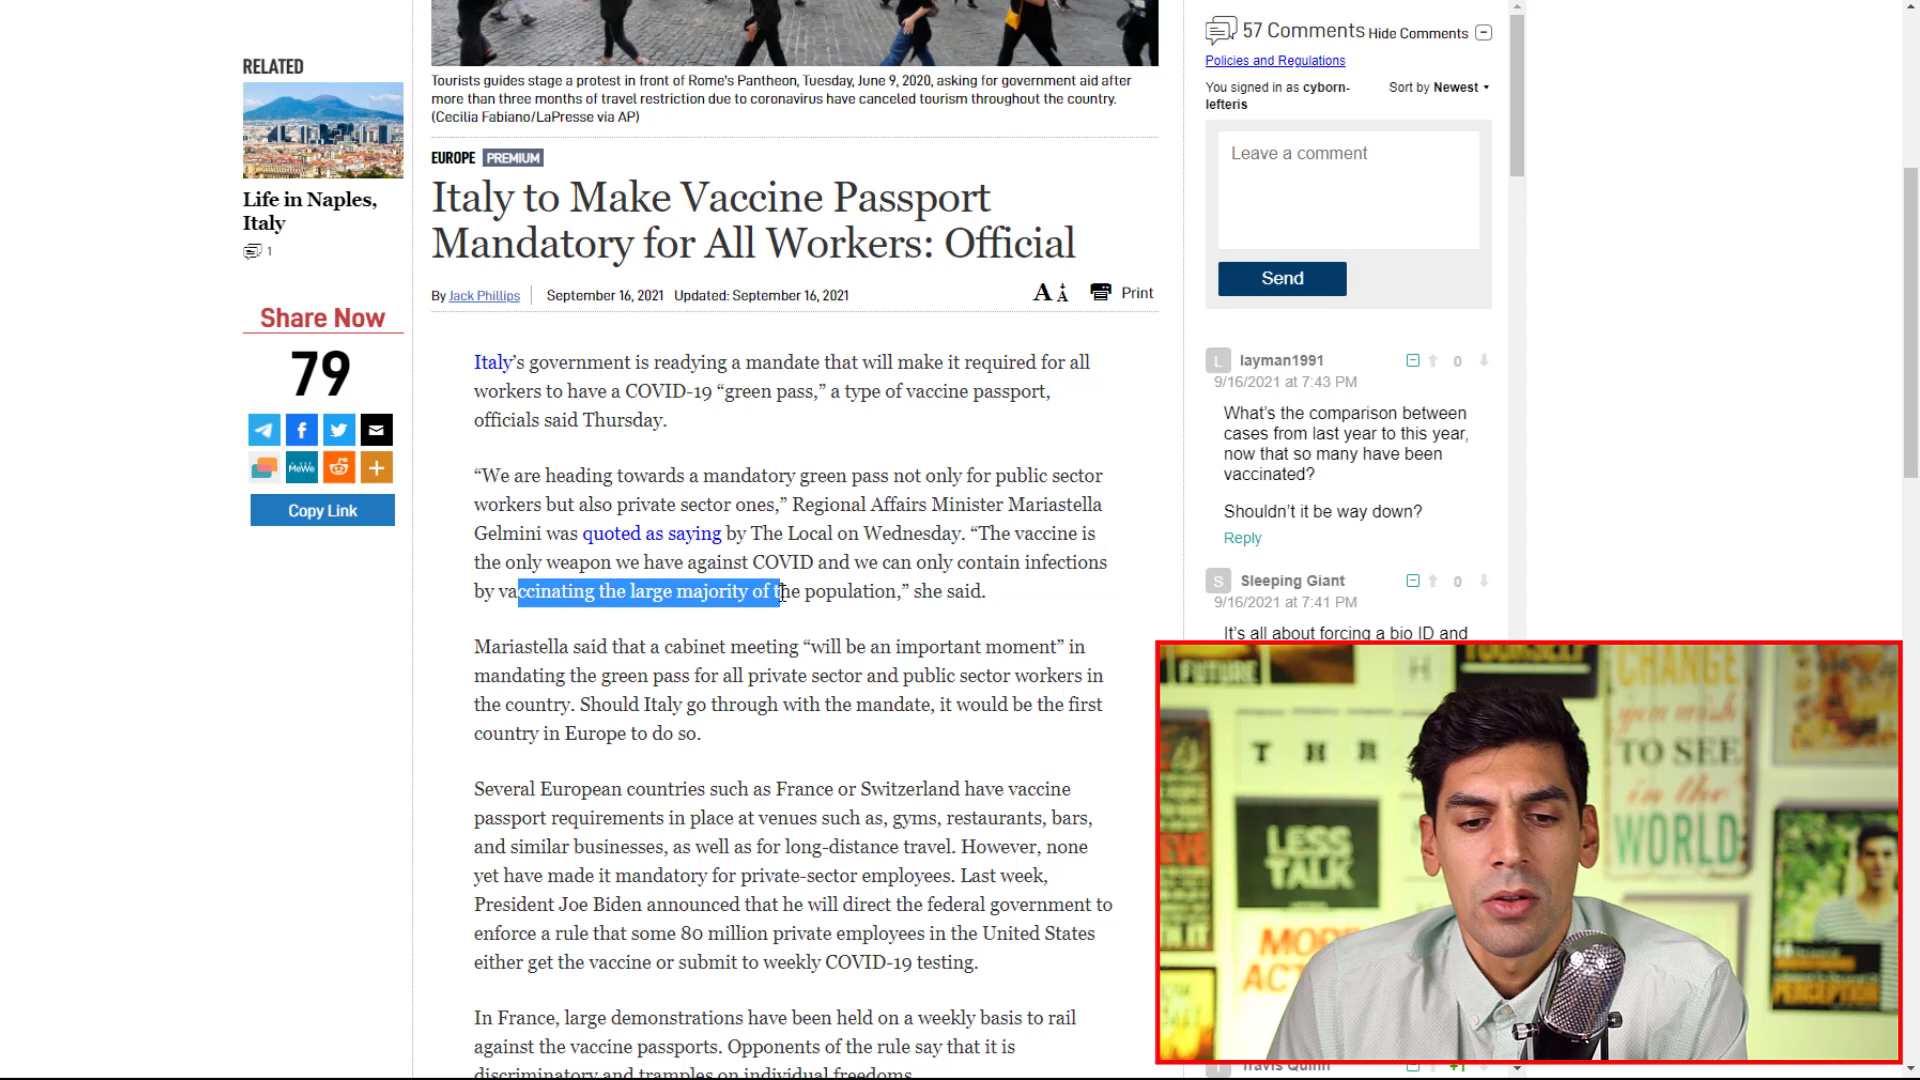 RELATED
Life in Naples,
Italy
1
Share Now
79
MeWe
Copy Link
Tourists guides stage a protest in front of Rome's Pantheon, Tuesday, June 9, 2020, asking for government aid after
more than three months of travel restriction due to coronavirus have canceled tourism throughout the country.
(Cecilia Fabiano/LaPresse via AP)
EUROPE PREMIUM
Italy to Make Vaccine Passport
Mandatory for All Workers: Official
By Jack Phillips September 16, 2021 Updated: September 16, 2021
A A Print
Italy’s government is readying a mandate that will make it required for all
workers to have a COVID-19 “green pass,” a type of vaccine passport,
officials said Thursday.
“We are heading towards a mandatory green pass not only for public sector
workers but also private sector ones,” Regional Affairs Minister Mariastella
Gelmini was quoted as saying by The Local on Wednesday. “The vaccine is
the only weapon we have against COVID and we can only contain infections
by vaccinating the large majority of the population,” she said.
Mariastella said that a cabinet meeting “will be an important moment” in
mandating the green pass for all private sector and public sector workers in
the country. Should Italy go through with the mandate, it would be the first
country in Europe to do so.
Several European countries such as France or Switzerland have vaccine
passport requirements in place at venues such as, gyms, restaurants, bars,
and similar businesses, as well as for long-distance travel. However, none
yet have made it mandatory for private-sector employees. Last week,
President Joe Biden announced that he will direct the federal government to
enforce a rule that some 80 million private employees in the United States
either get the vaccine or submit to weekly COVID-19 testing.
In France, large demonstrations have been held on a weekly basis to rail
against the vaccine passports. Opponents of the rule say that it is
discriminatory and tramples on individual freedoms.
57 Comments Hide Comments
Policies and Regulations
You signed in as cyborn-
lefteris
Sort by Newest
Leave a comment
Send
L layman1991 0
9/16/2021 at 7:43 PM
What’s the comparison between
cases from last year to this year,
now that so many have been
vaccinated?
Shouldn’t it be way down?
Reply
S Sleeping Giant 0
9/16/2021 at 7:41 PM
It’s all about forcing a bio ID and
FUTURE
H
YOURSELF
CHANGE
you wish
TO SEE
in the
WORLD
T H R
LESS
TALK
MORE
PERCEPTION
Travis Quinn +1